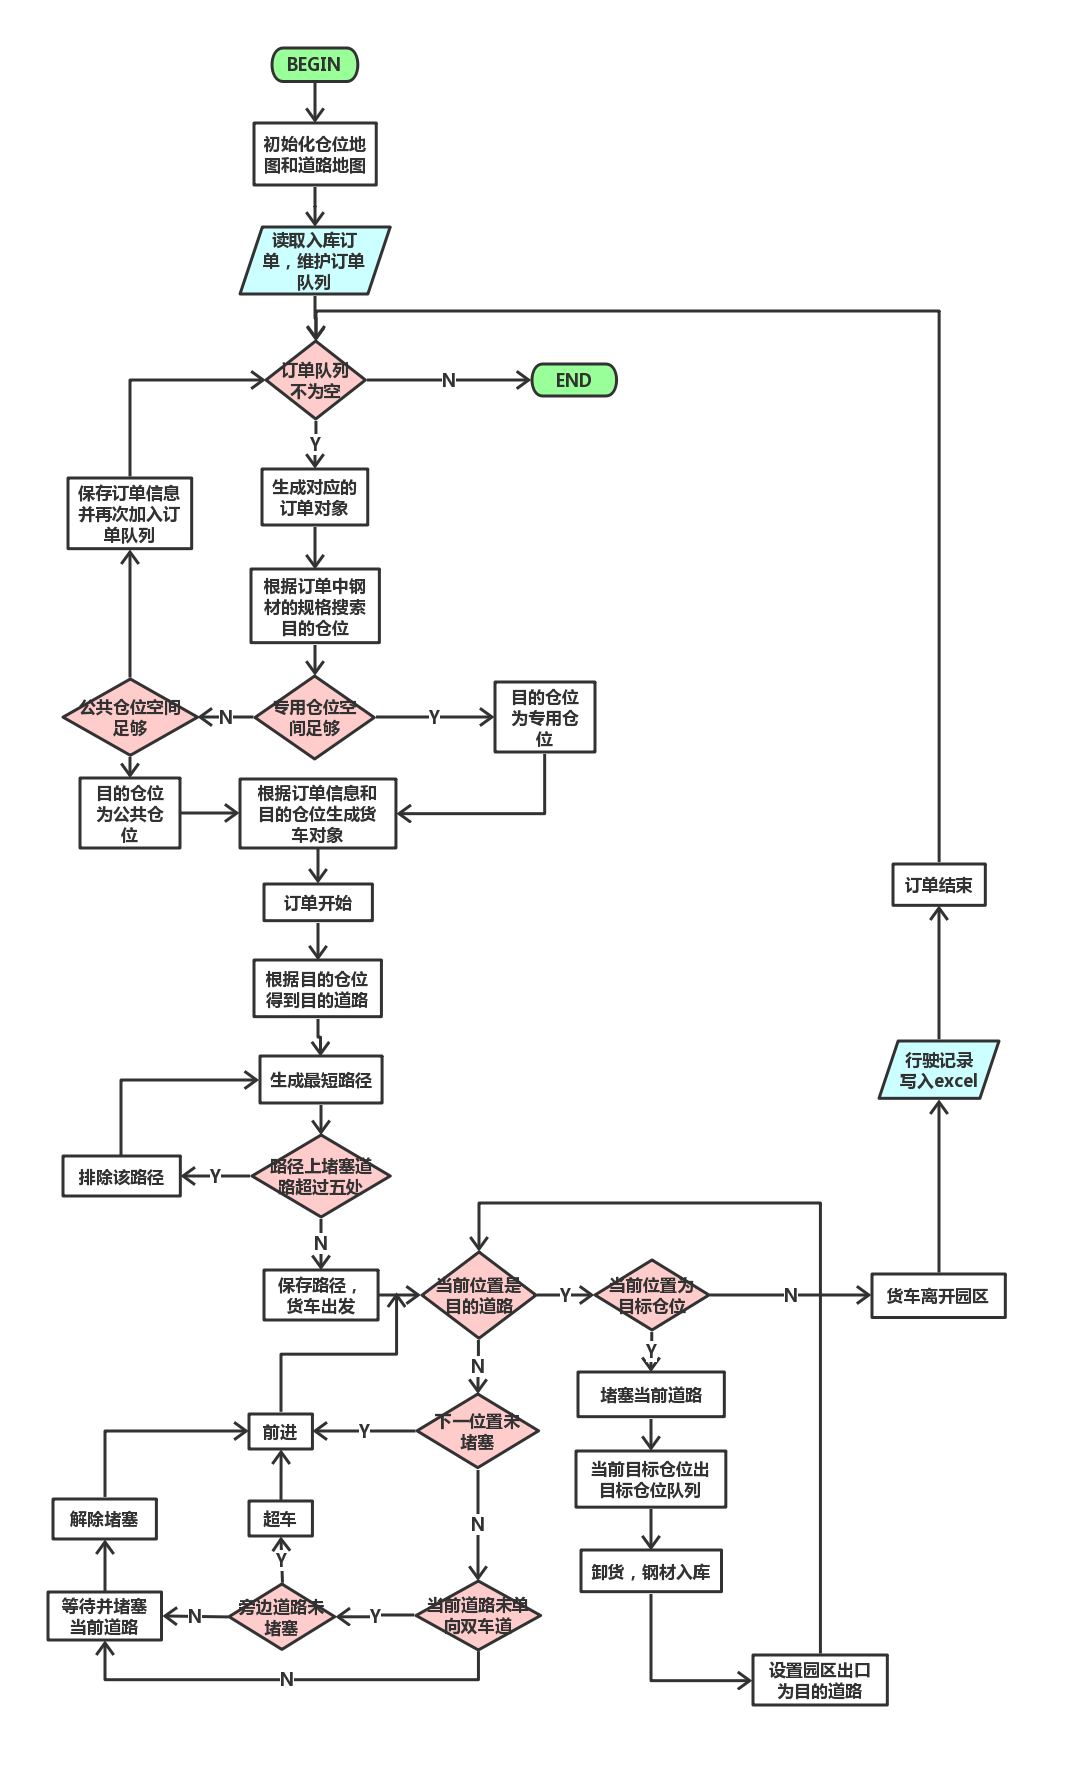 BEGIN
初始化仓位地
图和道路地图
读取入库订
单，维护订单
队列
订单队列
不为空
N
END
Y
保存订单信息
并再次加入订
单队列
生成对应的
订单对象
根据订单中钢
材的规格搜索
目的仓位
公共仓位空间
足够
N
专用仓位空
间足够
Y
目的仓位
为专用仓
位
目的仓位
为公共仓
位
根据订单信息和
目的仓位生成货
车对象
订单结束
订单开始
根据目的仓位
得到目的道路
行驶记录
写入excel
生成最短路径
排除该路径
Y
路径上堵塞道
路超过五处
N
保存路径，
货车出发
当前位置是
目的道路
Y
当前位置为
目标仓位
N
货车离开园区
N
Y
堵塞当前道路
前进
Y
下一位置未
堵塞
当前目标仓位出
目标仓位队列
解除堵塞
超车
N
Y
卸货，钢材入库
等待并堵塞
当前道路
N
旁边道路未
堵塞
Y
当前道路未单
向双车道
N
设置园区出口
为目的道路